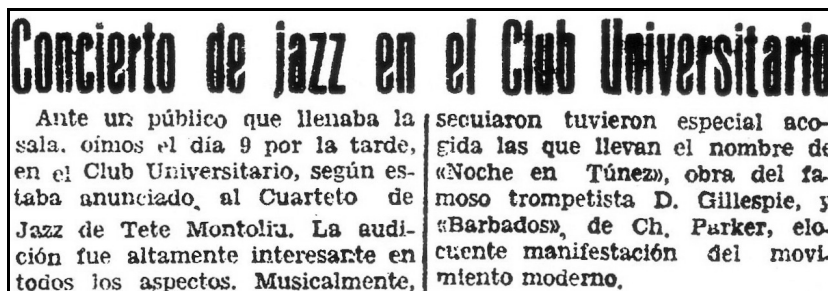 Concierto de jazz en el Club Universitario
Ante un público que llenaba la
sala. oímos el día 9 por la tarde,
en el Club Universitario, según es-
taba anunciado, al Cuarteto de
Jazz de Tete Montoliu. La audi-
ción fue altamente interesante en
todos los aspectos. Musicalmente,
secuiaron tuvieron especial aco-
gida las que llevan el nombre de
«Noche en Túnez», obra del fa-
moso trompetista D. Gillespie, y
«Barbados», de Ch. Parker, elo-
cuente manifestación del movi-
miento moderno.